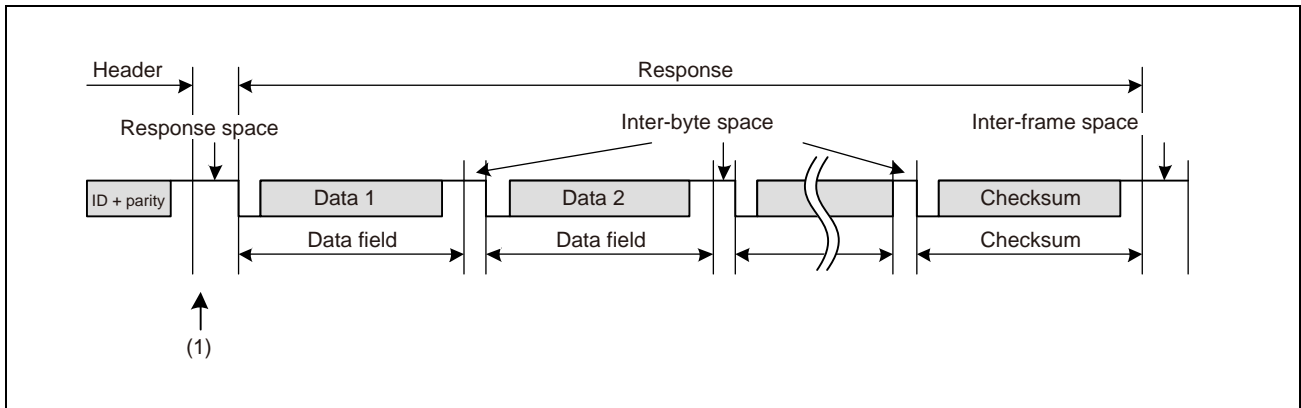 Header
Response
Response space
Inter-byte space
Inter-frame space
ID + parity
Data 1
Data 2
Checksum
Data field
Data field
Checksum
(1)